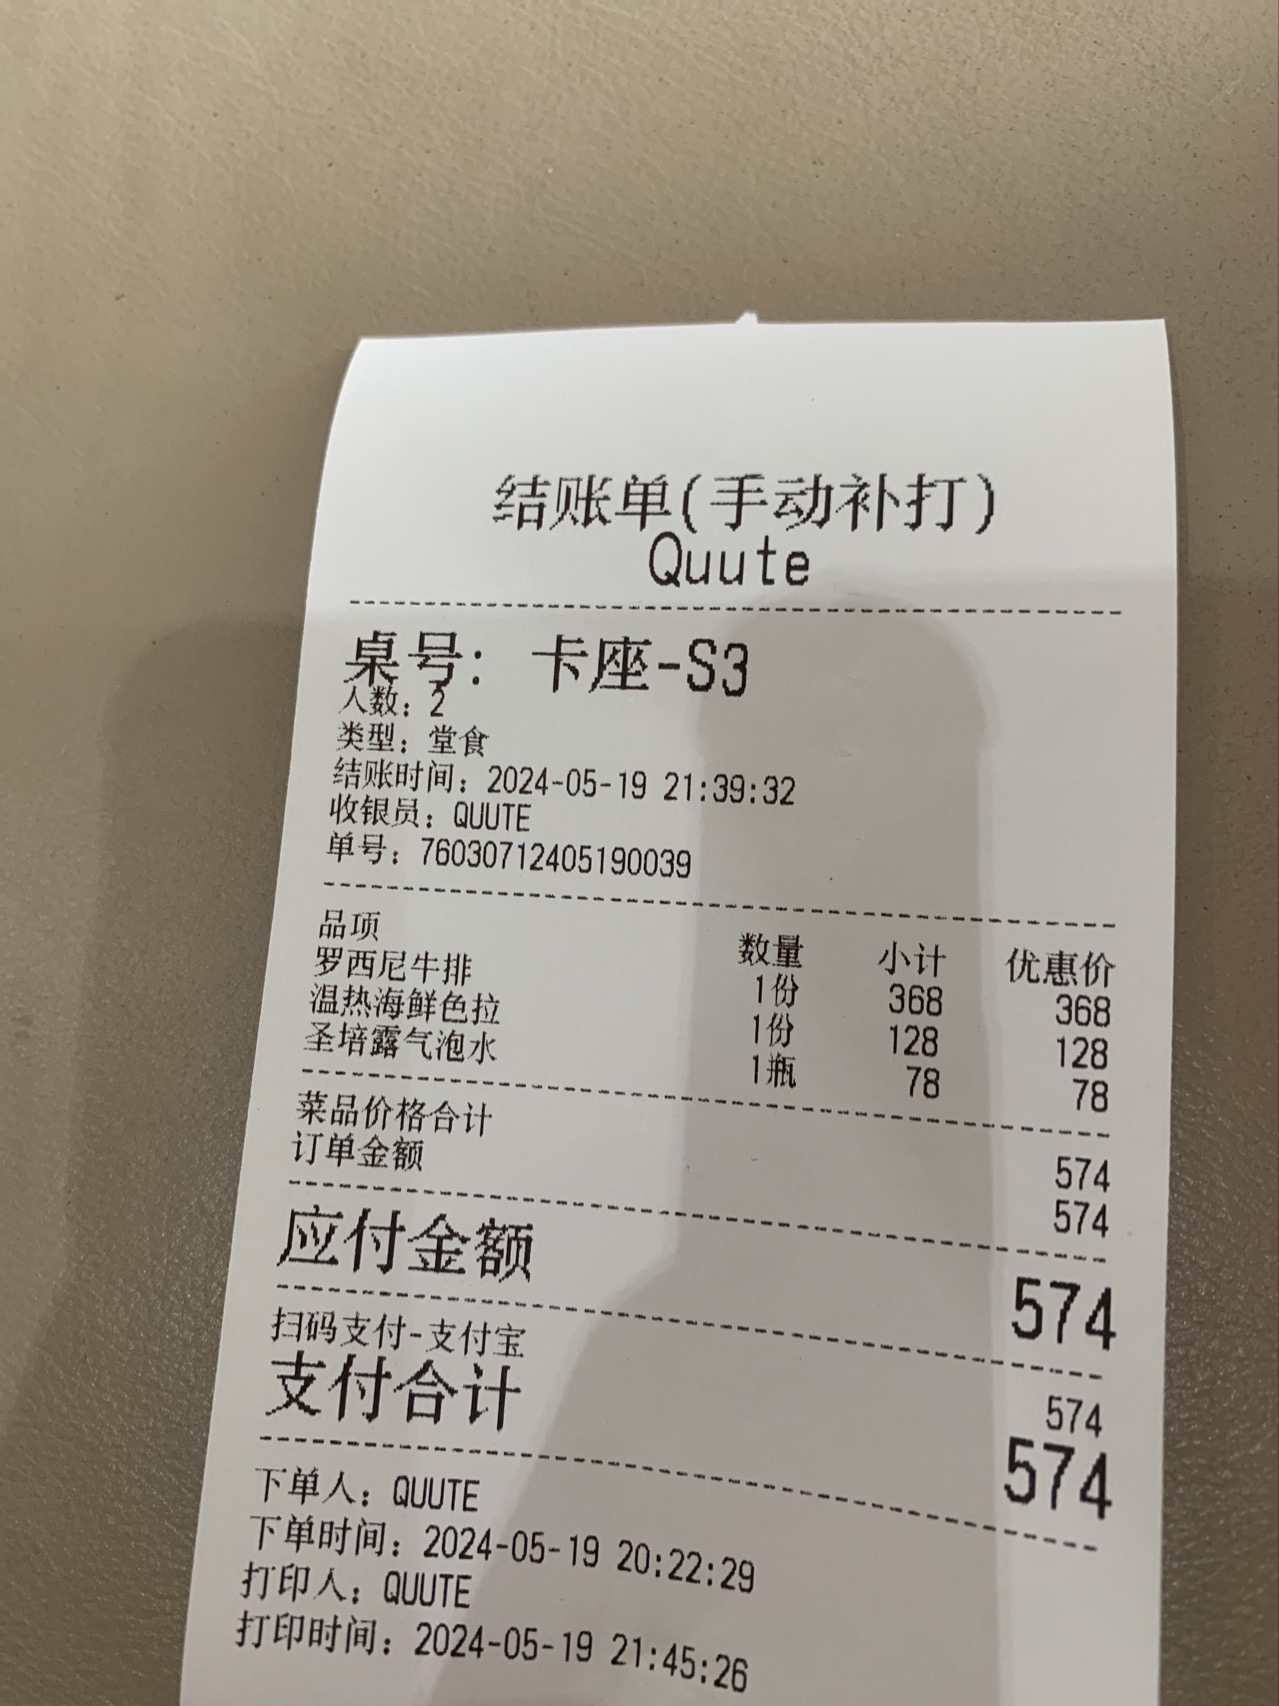 结账单(手动补打)
Quute
桌号: 卡座-S3
人数: 2
类型: 堂食
结账时间: 2024-05-19 21:39:32
收银员: QUUTE
单号: 76030712405190039
品项 数量 小计 优惠价
罗西尼牛排 1份 368 368
温热海鲜色拉 1份 128 128
圣培露气泡水 1瓶 78 78
菜品价格合计 574
订单金额 574
应付金额 574
扫码支付-支付宝 574
支付合计 574
下单人: QUUTE
下单时间: 2024-05-19 20:22:29
打印人: QUUTE
打印时间: 2024-05-19 21:45:26